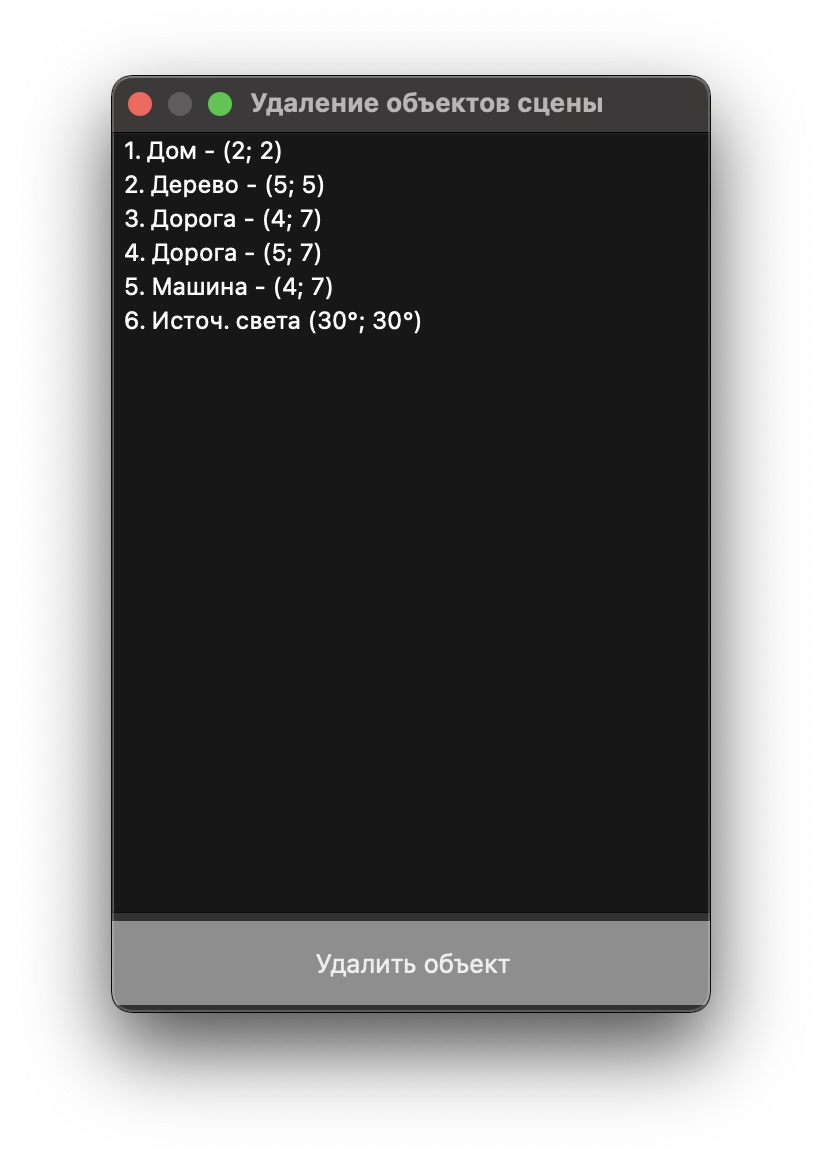 Удаление объектов сцены
1. Дом - (2; 2)
2. Дерево - (5; 5)
3. Дорога - (4; 7)
4. Дорога - (5; 7)
5. Машина - (4; 7)
6. Источ. света (30°; 30°)
Удалить объект